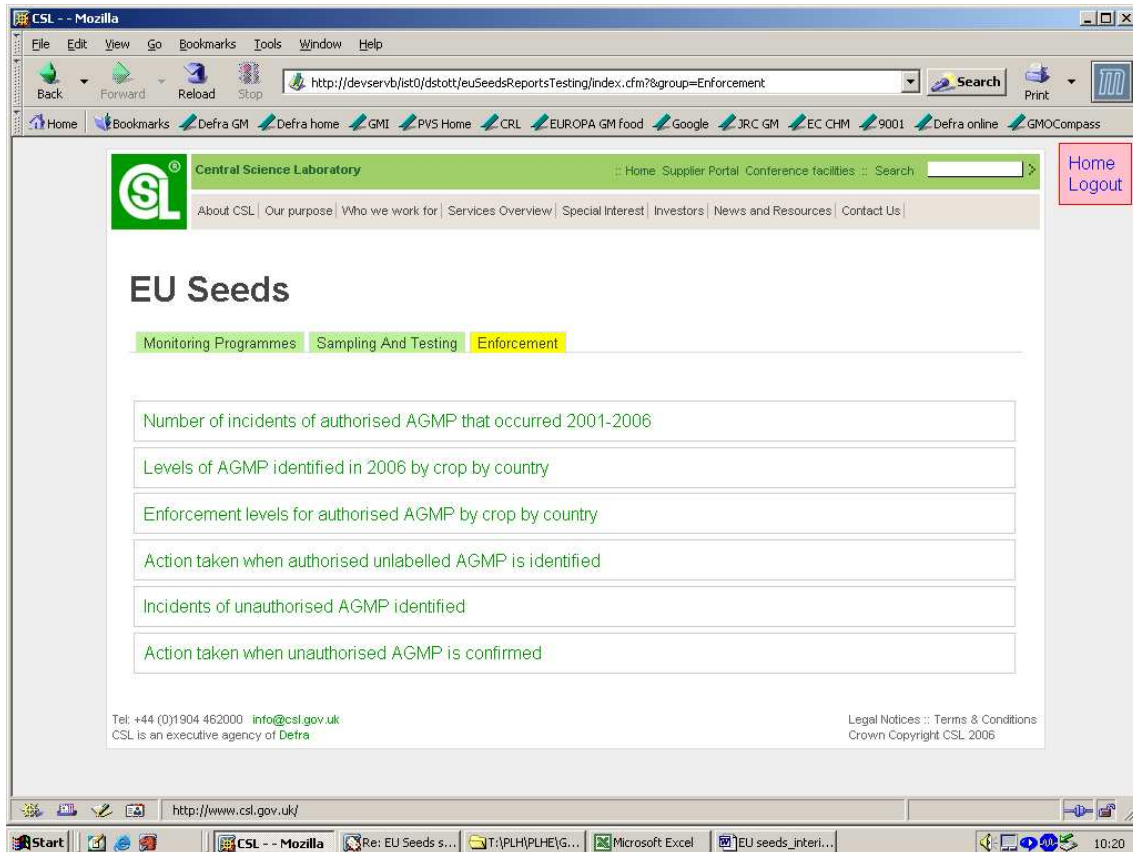 CSL - - Mozilla
File Edit View Go Bookmarks Tools Window Help
Back Forward Reload Stop http://devservb/ist0/dstott/euSeedsReportsTesting/index.cfm?&group=Enforcement Search Print
Home Bookmarks Defra GM Defra home GMI PVS Home CRL EUROPA GM food Google JRC GM EC CHM 9001 Defra online GMOCompass
Home
Logout
CSL ® Central Science Laboratory :: Home Supplier Portal Conference facilities :: Search >
About CSL | Our purpose | Who we work for | Services Overview | Special Interest | Investors | News and Resources | Contact Us |
EU Seeds
Monitoring Programmes Sampling And Testing Enforcement
Number of incidents of authorised AGMP that occurred 2001-2006
Levels of AGMP identified in 2006 by crop by country
Enforcement levels for authorised AGMP by crop by country
Action taken when authorised unlabelled AGMP is identified
Incidents of unauthorised AGMP identified
Action taken when unauthorised AGMP is confirmed
Tel: +44 (0)1904 462000 info@csl.gov.uk Legal Notices :: Terms & Conditions
CSL is an executive agency of Defra Crown Copyright CSL 2006
http://www.csl.gov.uk/
Start CSL - - Mozilla Re: EU Seeds s... T:\PLH\PLHE\G... Microsoft Excel EU seeds_interi... 10:20